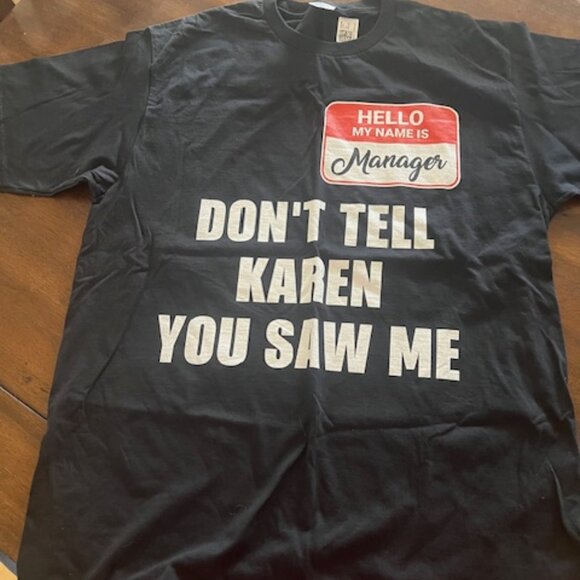 HELLO
MY NAME IS
Manager
DON'T TELL
KAREN
YOU SAW ME